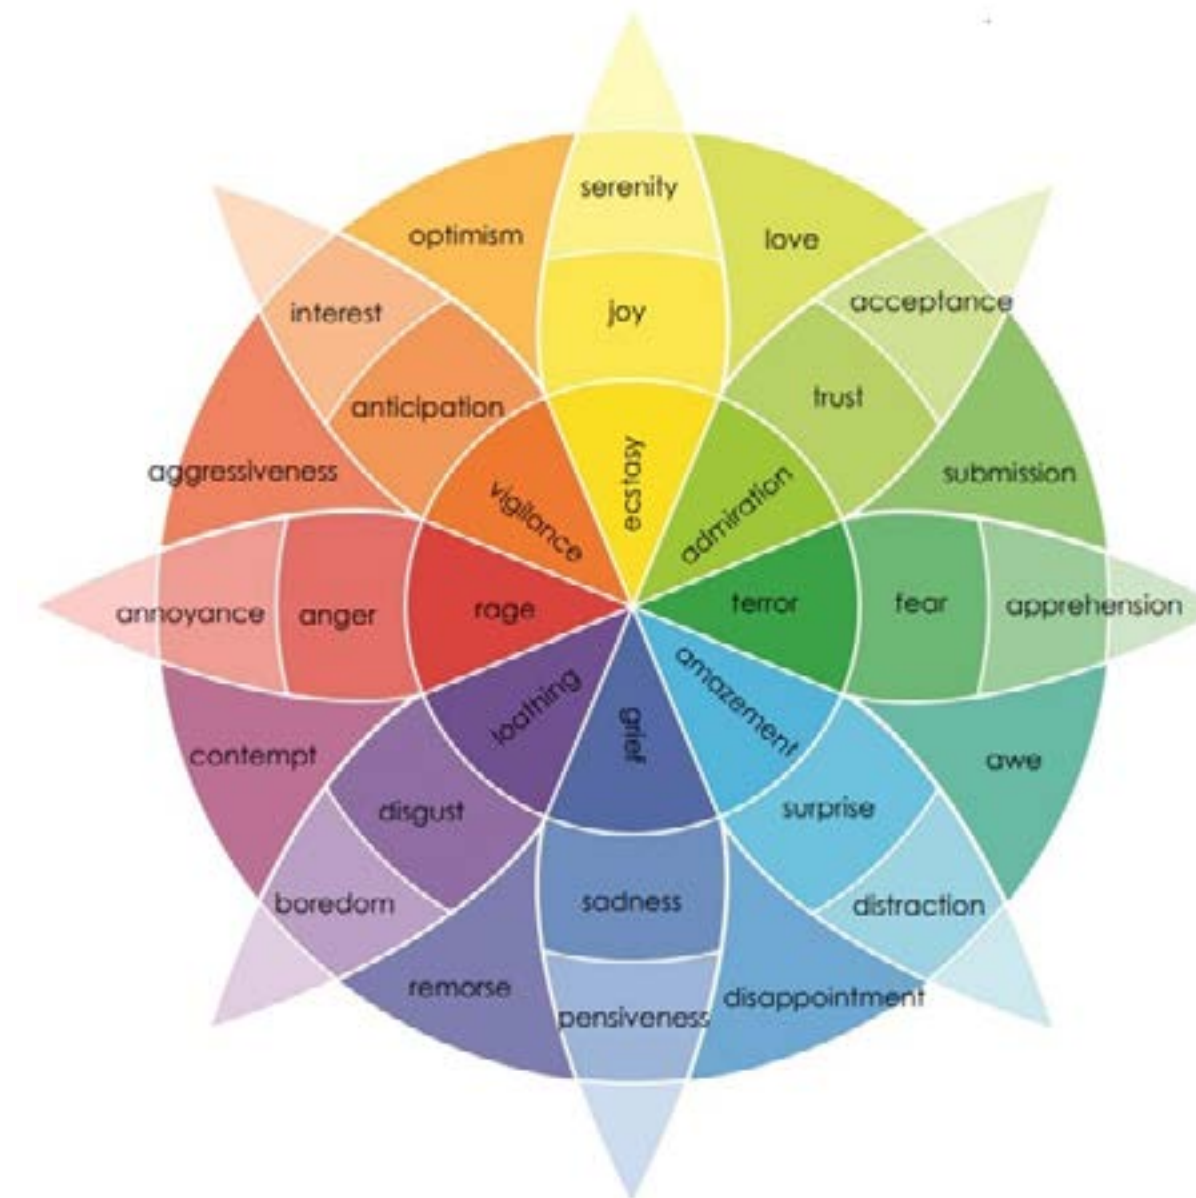 serenity
optimism
love
interest
acceptance
joy
trust
anticipation
aggressiveness
submission
vigilance
ecstasy
admiration
annoyance
anger
rage
terror
fear
apprehension
loathing
grief
amazement
contempt
awe
disgust
surprise
boredom
sadness
distraction
remorse
disappointment
pensiveness